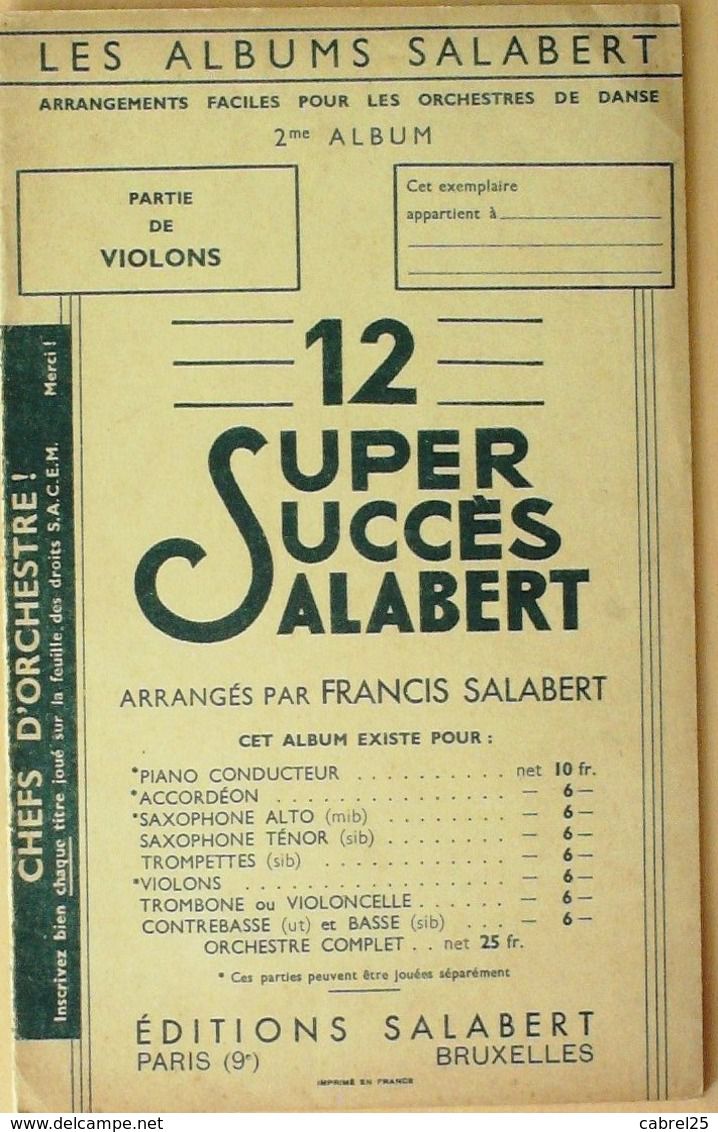 LES ALBUMS SALABERT
ARRANGEMENTS FACILES POUR LES ORCHESTRES DE DANSE
2me ALBUM
PARTIE
DE
VIOLONS
Cet exemplaire
appartient à
12
SUPER
SUCCÈS
SALABERT
ARRANGÉS PAR FRANCIS SALABERT
CET ALBUM EXISTE POUR :
*PIANO CONDUCTEUR . . . . . . . . . . net 10 fr.
*ACCORDÉON . . . . . . . . . . . . . . . — 6 —
*SAXOPHONE ALTO (mib) . . . . . . . . . — 6 —
SAXOPHONE TÉNOR (sib) . . . . . . . . — 6 —
TROMPETTES (sib) . . . . . . . . . . . . — 6 —
*VIOLONS . . . . . . . . . . . . . . . . . — 6 —
TROMBONE ou VIOLONCELLE . . . . . . — 6 —
CONTREBASSE (ut) et BASSE (sib) . . . — 6 —
ORCHESTRE COMPLET . . net 25 fr.
* Ces parties peuvent être jouées séparément
ÉDITIONS SALABERT
PARIS (9e) BRUXELLES
IMPRIMÉ EN FRANCE
CHEFS D'ORCHESTRE !
Inscrivez bien chaque titre joué sur la feuille des droits S.A.C.E.M. Merci !
www.delcampe.net
cabrel25